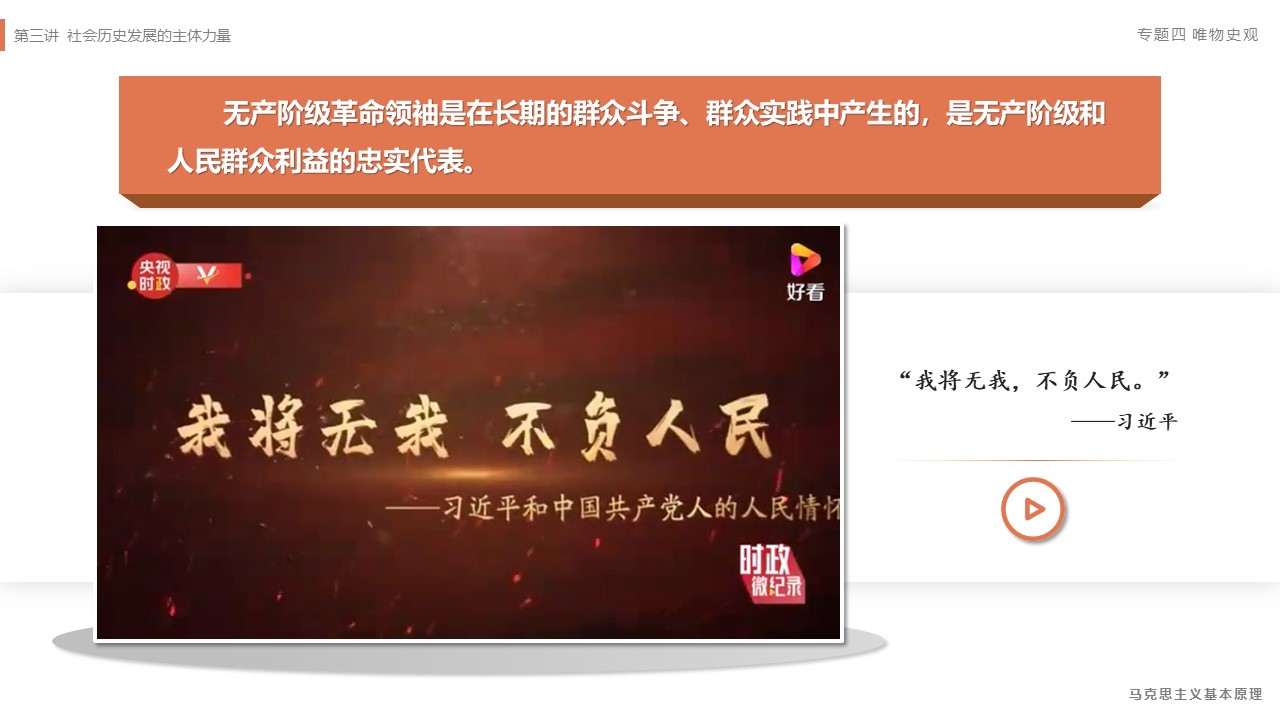 第三讲 社会历史发展的主体力量
专题四 唯物史观
无产阶级革命领袖是在长期的群众斗争、群众实践中产生的，是无产阶级和
人民群众利益的忠实代表。
央视
时政
好看
我将无我 不负人民
——习近平和中国共产党人的人民情怀
时政
微纪录
“我将无我，不负人民。”
——习近平
马克思主义基本原理